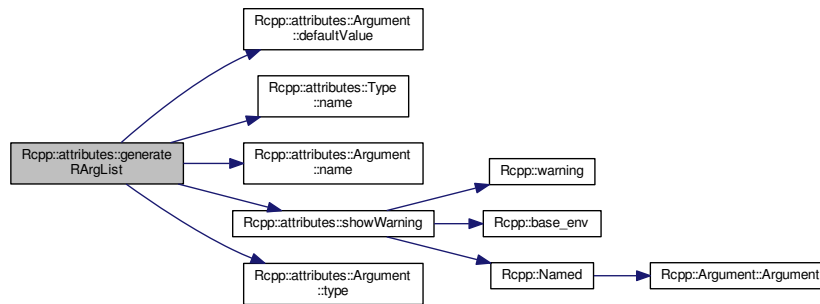 Rcpp::attributes::generate
RArgList
Rcpp::attributes::Argument
::defaultValue
Rcpp::attributes::Type
::name
Rcpp::attributes::Argument
::name
Rcpp::attributes::showWarning
Rcpp::attributes::Argument
::type
Rcpp::warning
Rcpp::base_env
Rcpp::Named
Rcpp::Argument::Argument